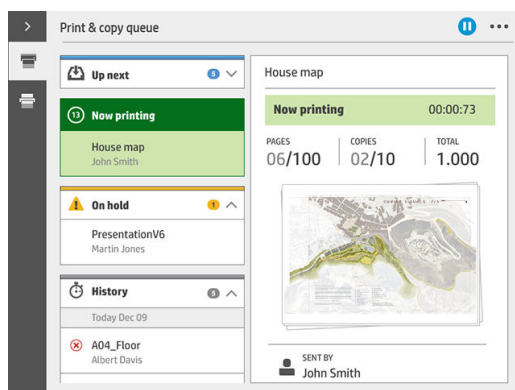 Print & copy queue
Up next
5
13
Now printing
House map
John Smith
On hold
1
PresentationV6
Martin Jones
History
5
Today Dec 09
A04_Floor
Albert Davis
House map
Now printing 00:00:73
PAGES COPIES TOTAL
06/100 02/10 1.000
SENT BY
John Smith